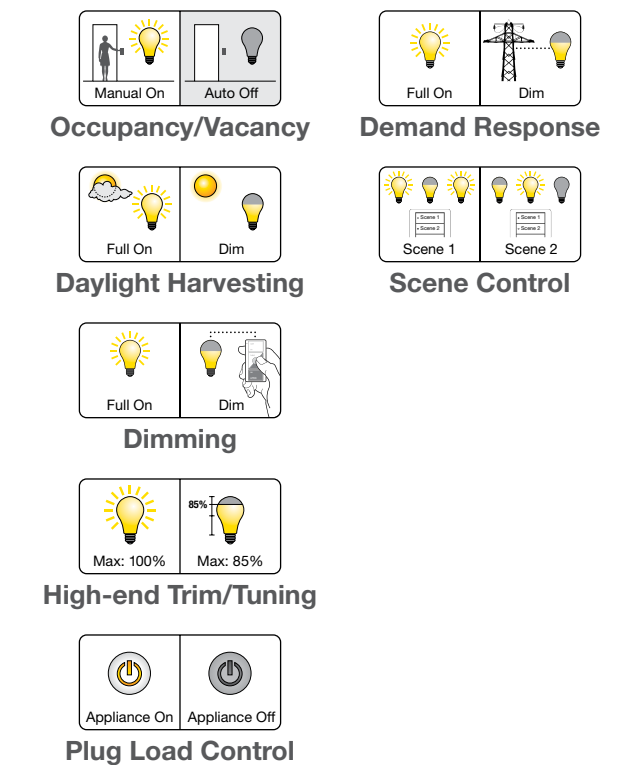 Manual On
Auto Off
Occupancy/Vacancy
Full On
Dim
Demand Response
Full On
Dim
Daylight Harvesting
Scene 1
Scene 2
Scene 1
Scene 2
Scene 1
Scene 2
Scene Control
Full On
Dim
Dimming
85%
Max: 100%
Max: 85%
High-end Trim/Tuning
Appliance On
Appliance Off
Plug Load Control